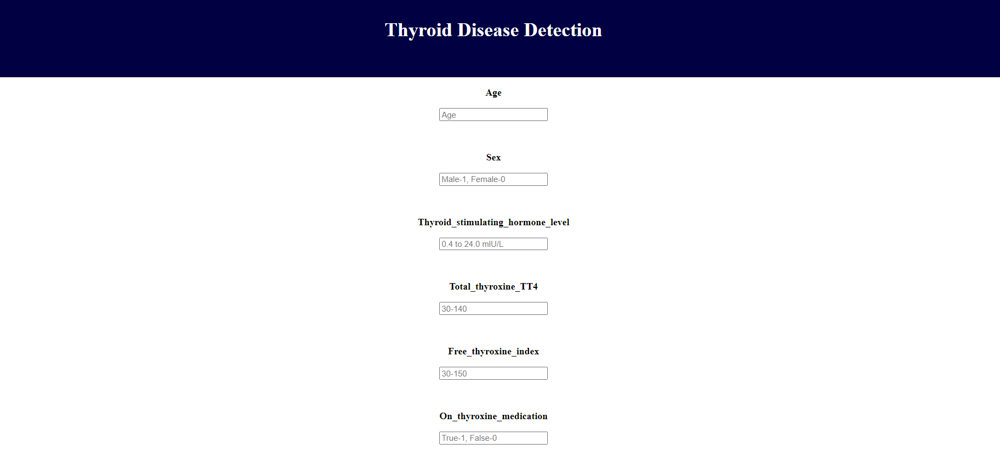 Thyroid Disease Detection
Age
Age
Sex
Male-1, Female-0
Thyroid_stimulating_hormone_level
0.4 to 24.0 mIU/L
Total_thyroxine_TT4
30-140
Free_thyroxine_index
30-150
On_thyroxine_medication
True-1, False-0